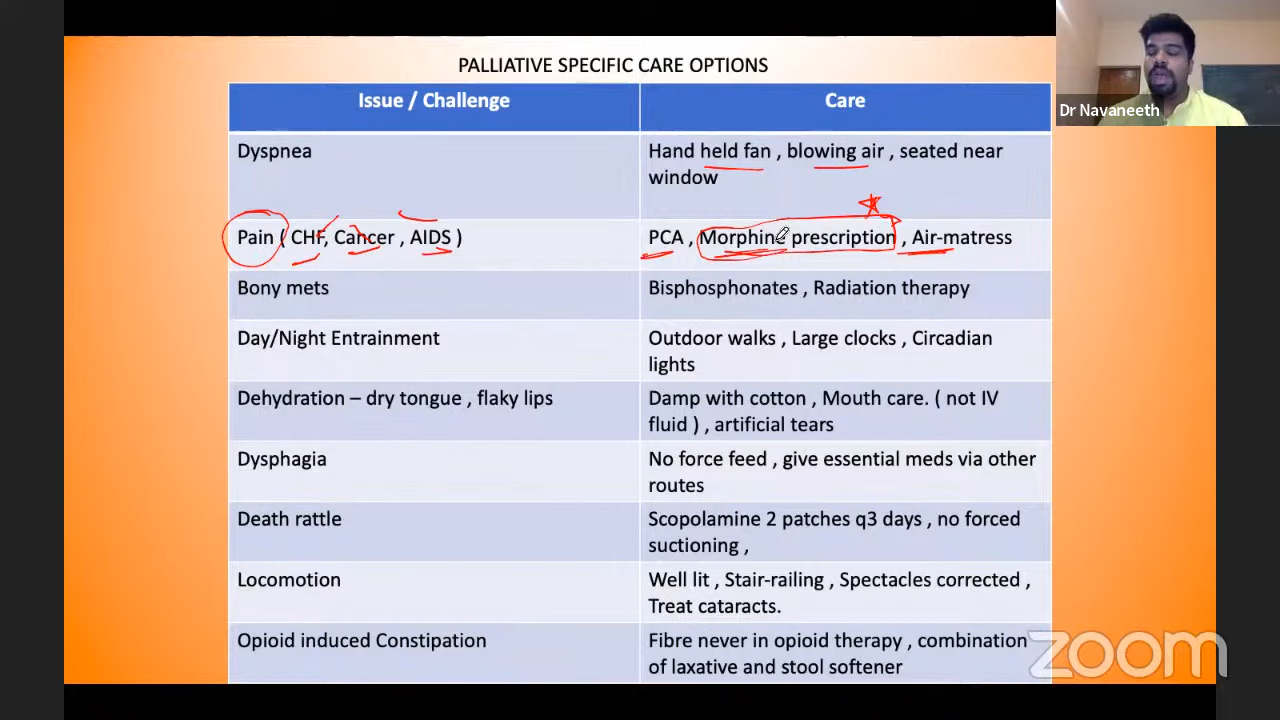 PALLIATIVE SPECIFIC CARE OPTIONS
Dr Navaneeth
Issue / Challenge
Care
Dyspnea
Hand held fan , blowing air , seated near
window
Pain ( CHF, Cancer , AIDS )
PCA , Morphine prescription , Air-matress
Bony mets
Bisphosphonates , Radiation therapy
Day/Night Entrainment
Outdoor walks , Large clocks , Circadian
lights
Dehydration – dry tongue , flaky lips
Damp with cotton , Mouth care. ( not IV
fluid ) , artificial tears
Dysphagia
No force feed , give essential meds via other
routes
Death rattle
Scopolamine 2 patches q3 days , no forced
suctioning ,
Locomotion
Well lit , Stair-railing , Spectacles corrected ,
Treat cataracts.
Opioid induced Constipation
Fibre never in opioid therapy , combination
of laxative and stool softener
zoom